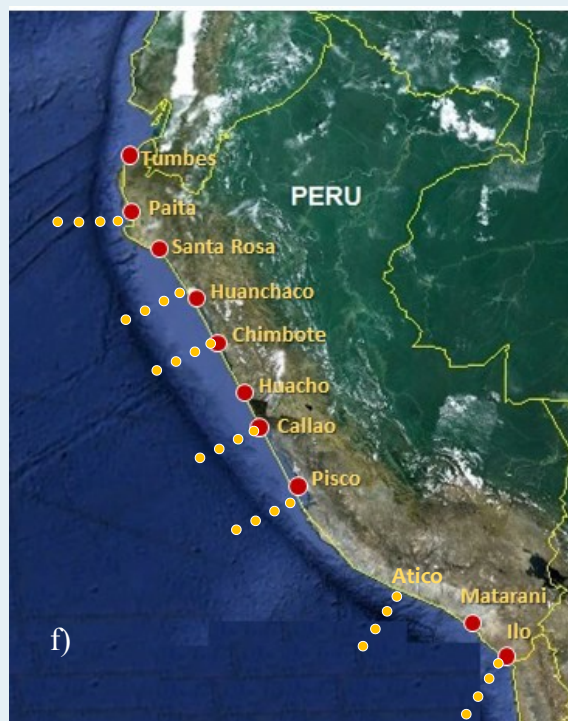 Tumbes
PERU
Paita
Santa Rosa
Huanchaco
Chimbote
Huacho
Callao
Pisco
Atico
Matarani
Ilo
f)